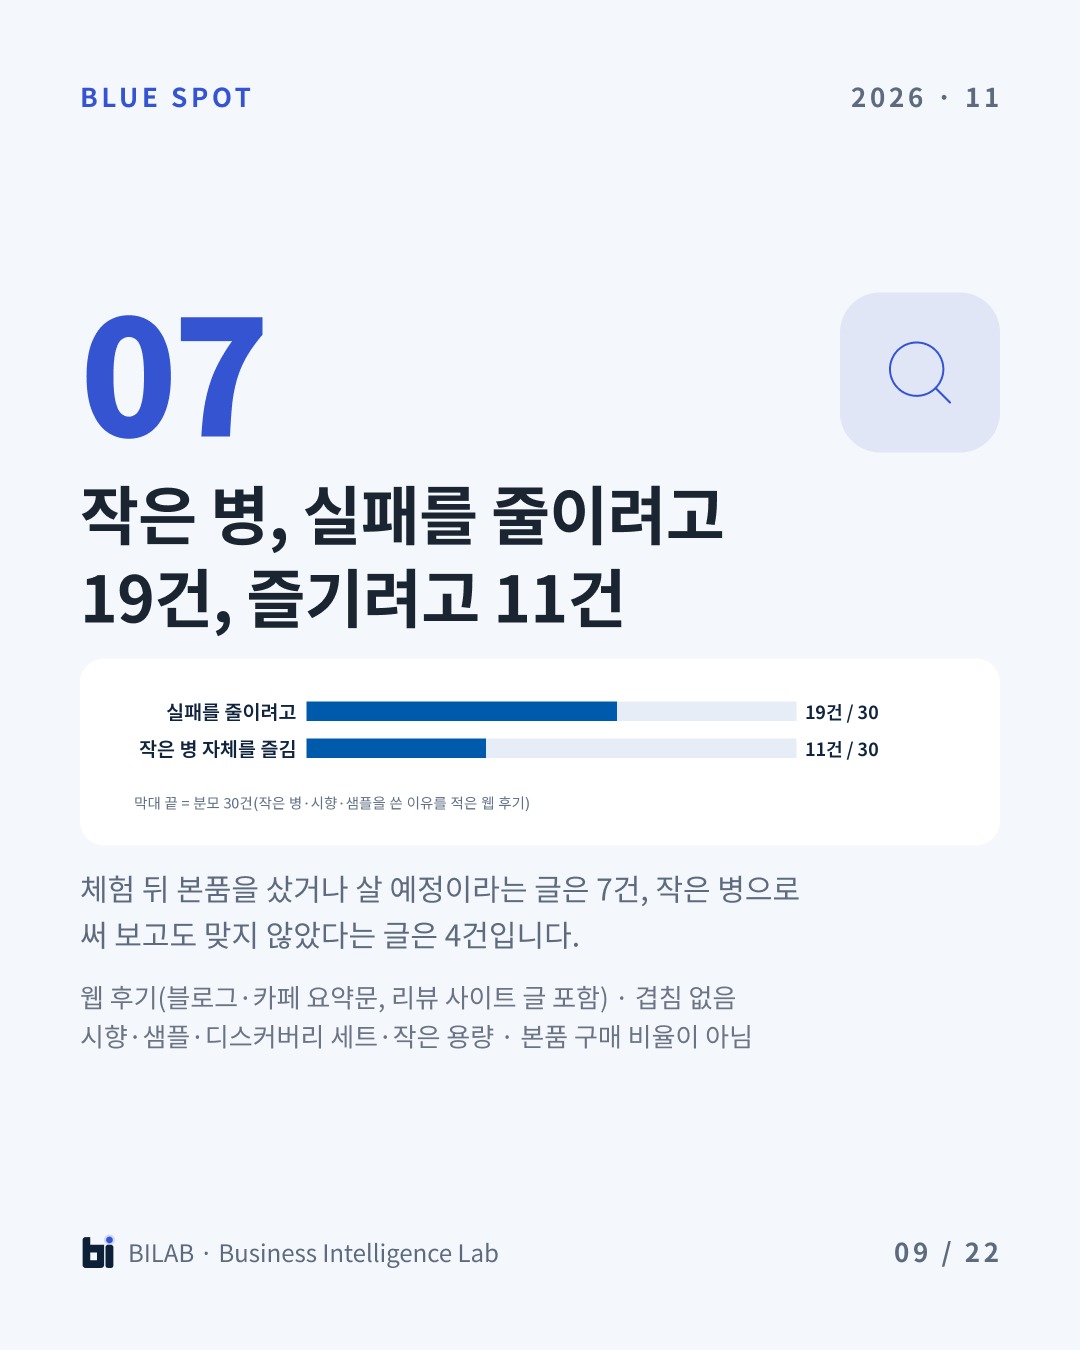 BLUE SPOT
2026 · 11
07
작은 병, 실패를 줄이려고
19건, 즐기려고 11건
실패를 줄이려고 19건 / 30
작은 병 자체를 즐김 11건 / 30
막대 끝 = 분모 30건(작은 병·시향·샘플을 쓴 이유를 적은 웹 후기)
체험 뒤 본품을 샀거나 살 예정이라는 글은 7건, 작은 병으로
써 보고도 맞지 않았다는 글은 4건입니다.
웹 후기(블로그·카페 요약문, 리뷰 사이트 글 포함) · 겹침 없음
시향·샘플·디스커버리 세트·작은 용량 · 본품 구매 비율이 아님
bi BILAB · Business Intelligence Lab
09 / 22